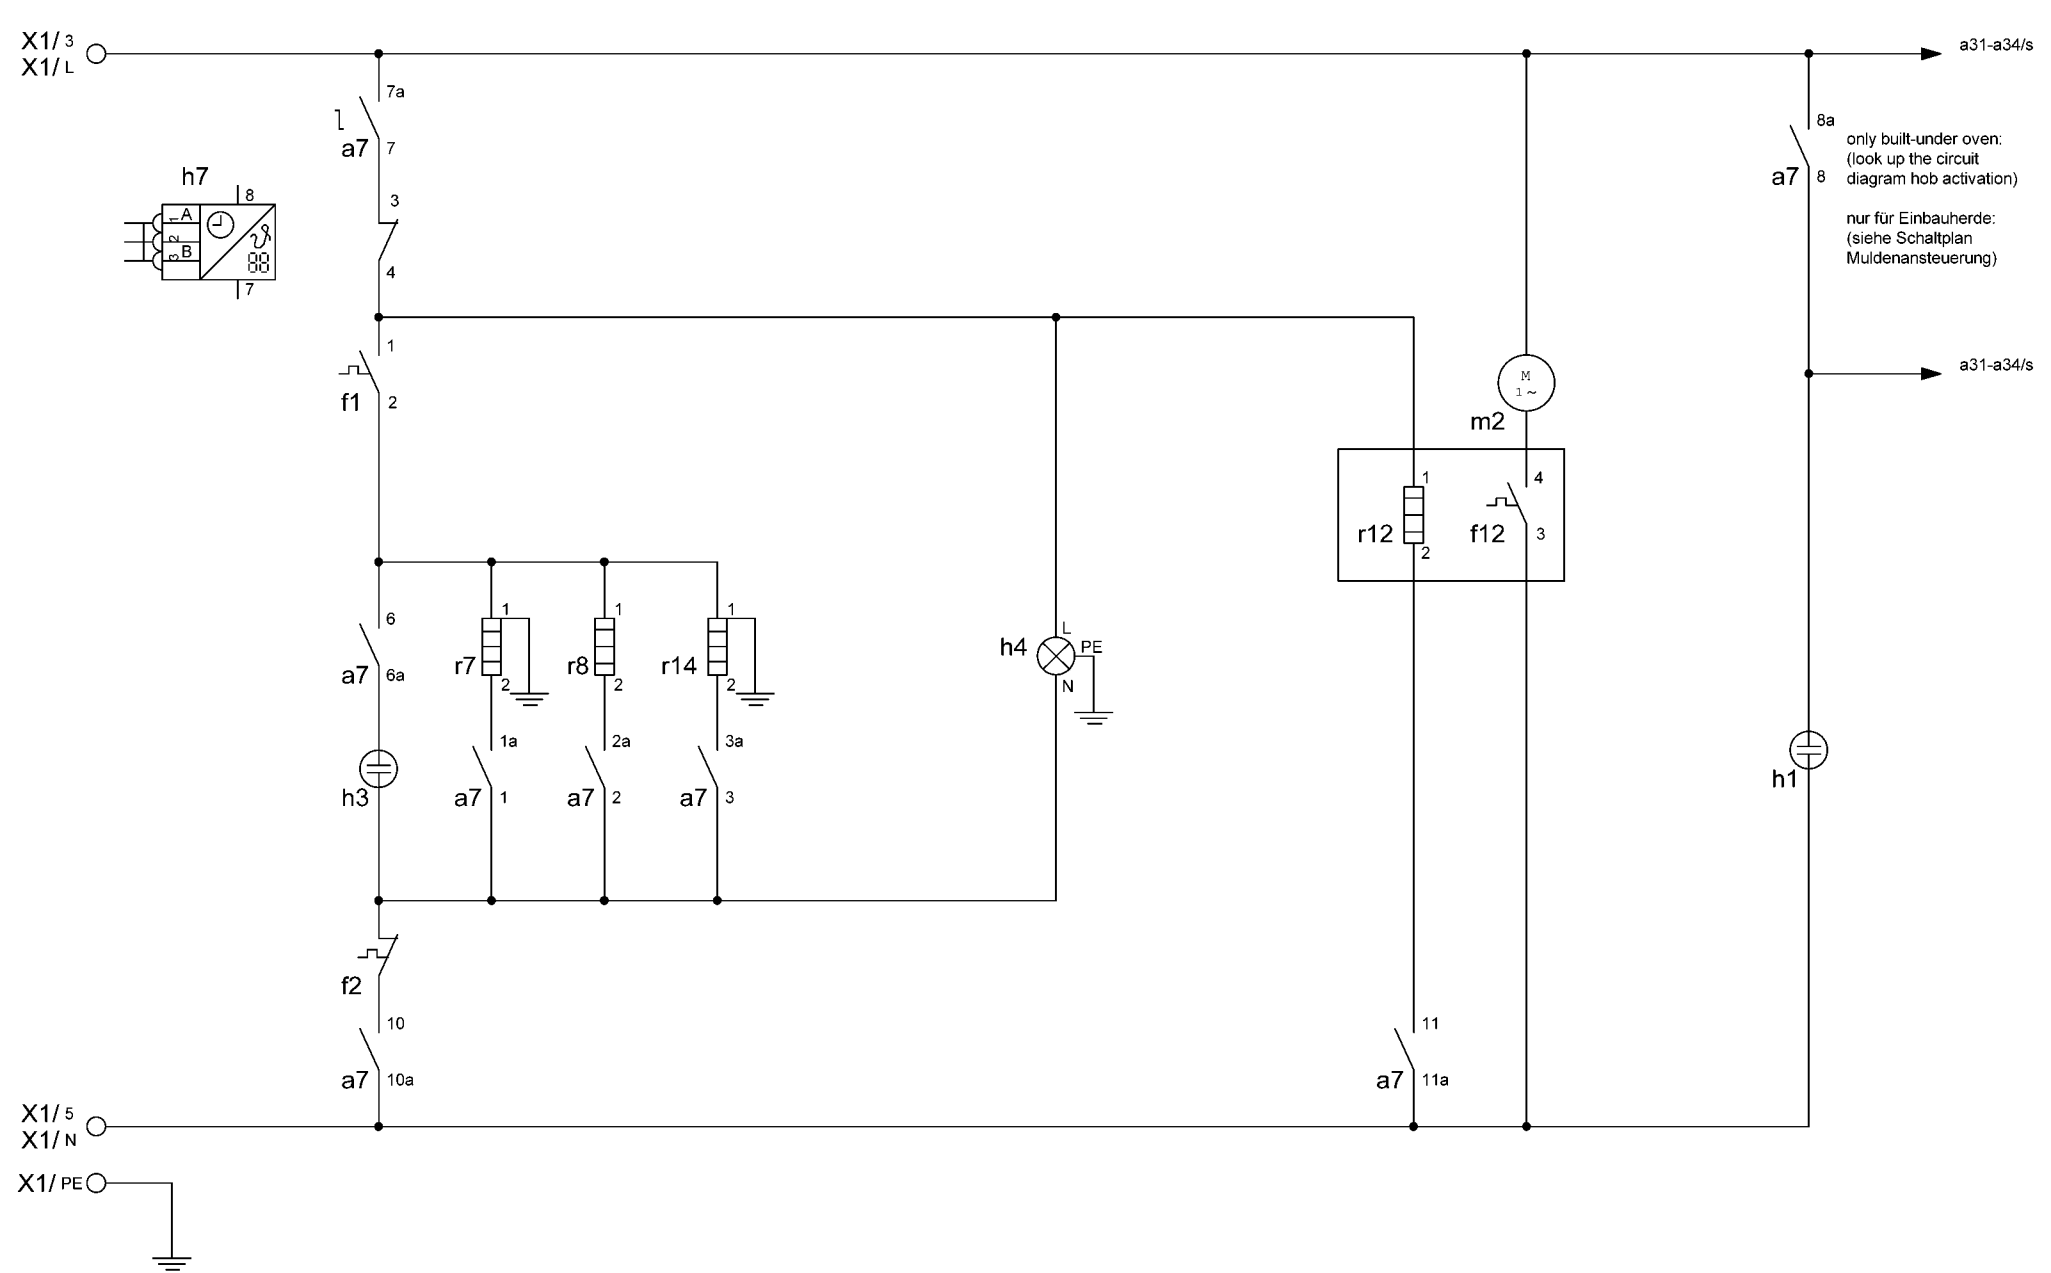 X1/ 3
X1/ L
a31-a34/s
7a
a7 7
8a
a7 8
only built-under oven:
(look up the circuit
diagram hob activation)
nur für Einbauherde:
(siehe Schaltplan
Muldenansteuerung)
h7
8
1 A
2
3 B
88
7
3
4
1
f1 2
a31-a34/s
M
1 ~
m2
1
r12
2
4
f12 3
6
a7 6a
1
r7
2
1
r8
2
1
r14
2
L
h4 PE
N
h3
1a
a7 1
2a
a7 2
3a
a7 3
h1
f2
10
a7 10a
11
a7 11a
X1/ 5
X1/ N
X1/ PE